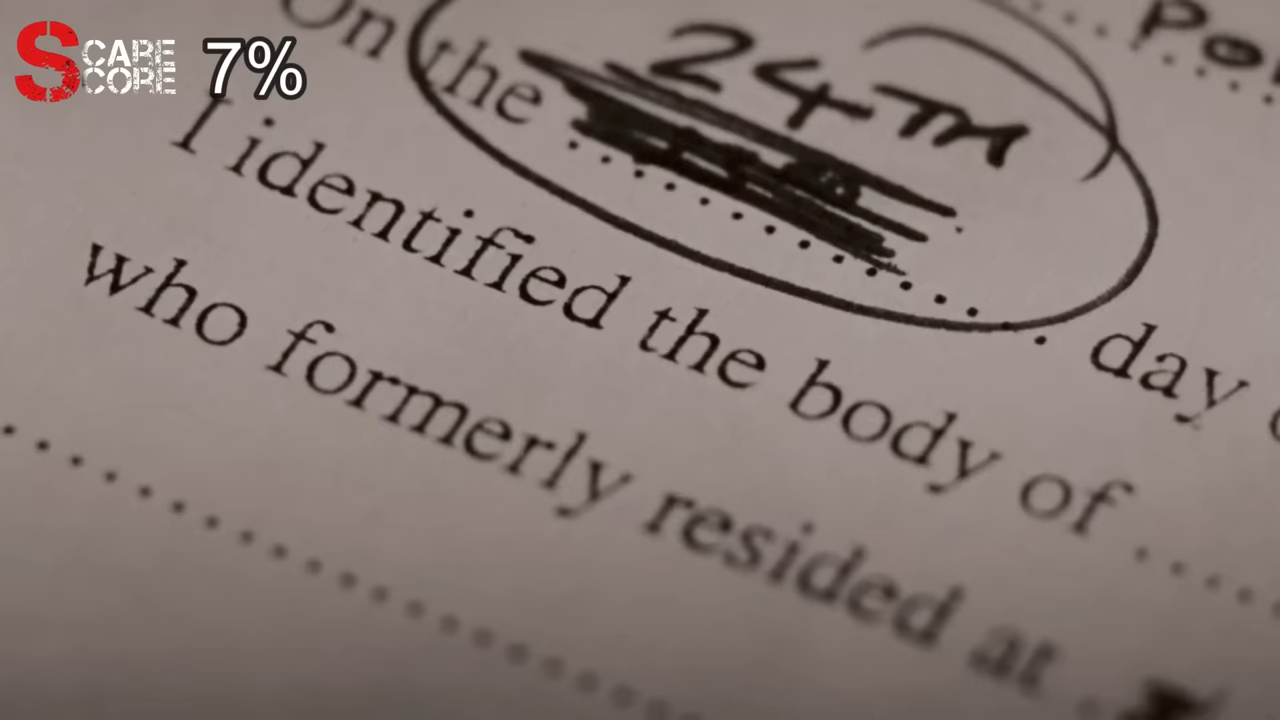 SCARE
SCORE 7%
24TH
On the .................... day
I identified the body of .....
who formerly resided at